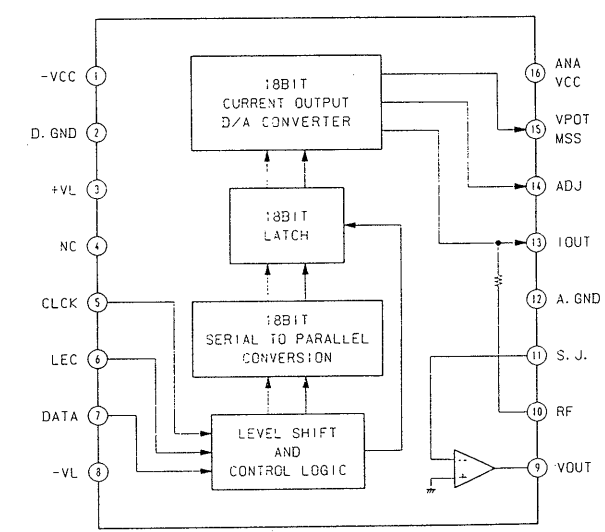 -VCC 1
D.GND 2
+VL 3
NC 4
CLCK 5
LEC 6
DATA 7
-VL 8
18BIT
CURRENT OUTPUT
D/A CONVERTER
18BIT
LATCH
18BIT
SERIAL TO PARALLEL
CONVERSION
LEVEL SHIFT
AND
CONTROL LOGIC
16 ANA
VCC
15 VPOT
MSS
14 ADJ
13 IOUT
12 A.GND
11 S.J.
10 RF
9 VOUT
-
+